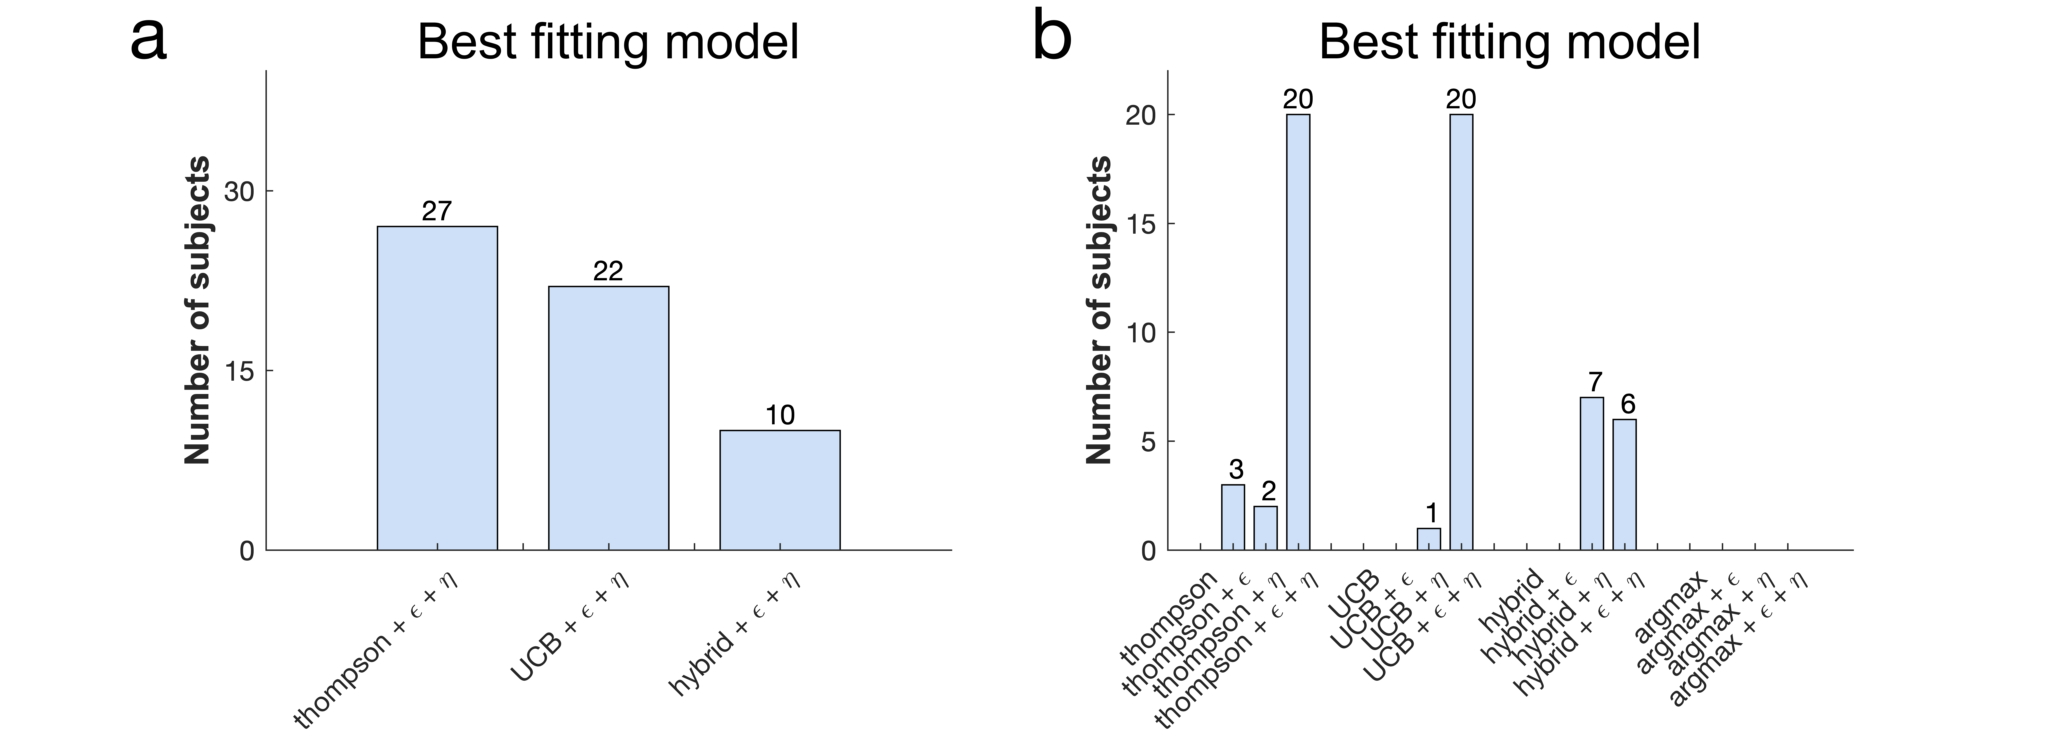 a
Best fitting model
Number of subjects
30
15
0
27
22
10
thompson + ϵ + η
UCB + ϵ + η
hybrid + ϵ + η
b
Best fitting model
Number of subjects
20
15
10
5
0
3
2
20
1
20
7
6
thompson
thompson + ϵ
thompson + η
thompson + ϵ + η
UCB
UCB + ϵ
UCB + η
UCB + ϵ + η
hybrid
hybrid + ϵ
hybrid + η
hybrid + ϵ + η
argmax
argmax + ϵ
argmax + η
argmax + ϵ + η